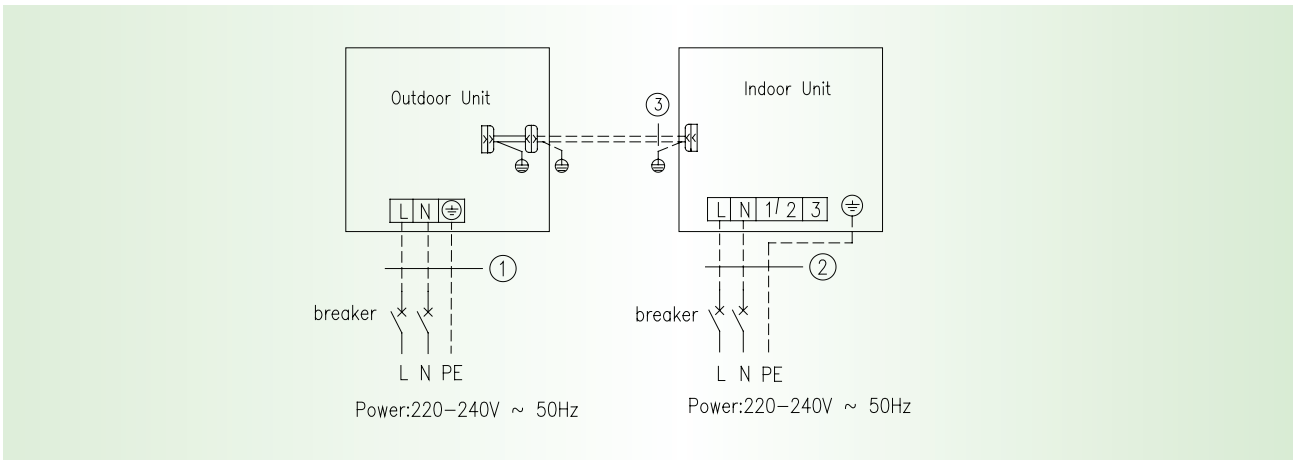 Outdoor Unit
Indoor Unit
3
L N
L N 1/ 2 3
1
2
breaker
breaker
L N PE
L N PE
Power:220-240V ~ 50Hz
Power:220-240V ~ 50Hz